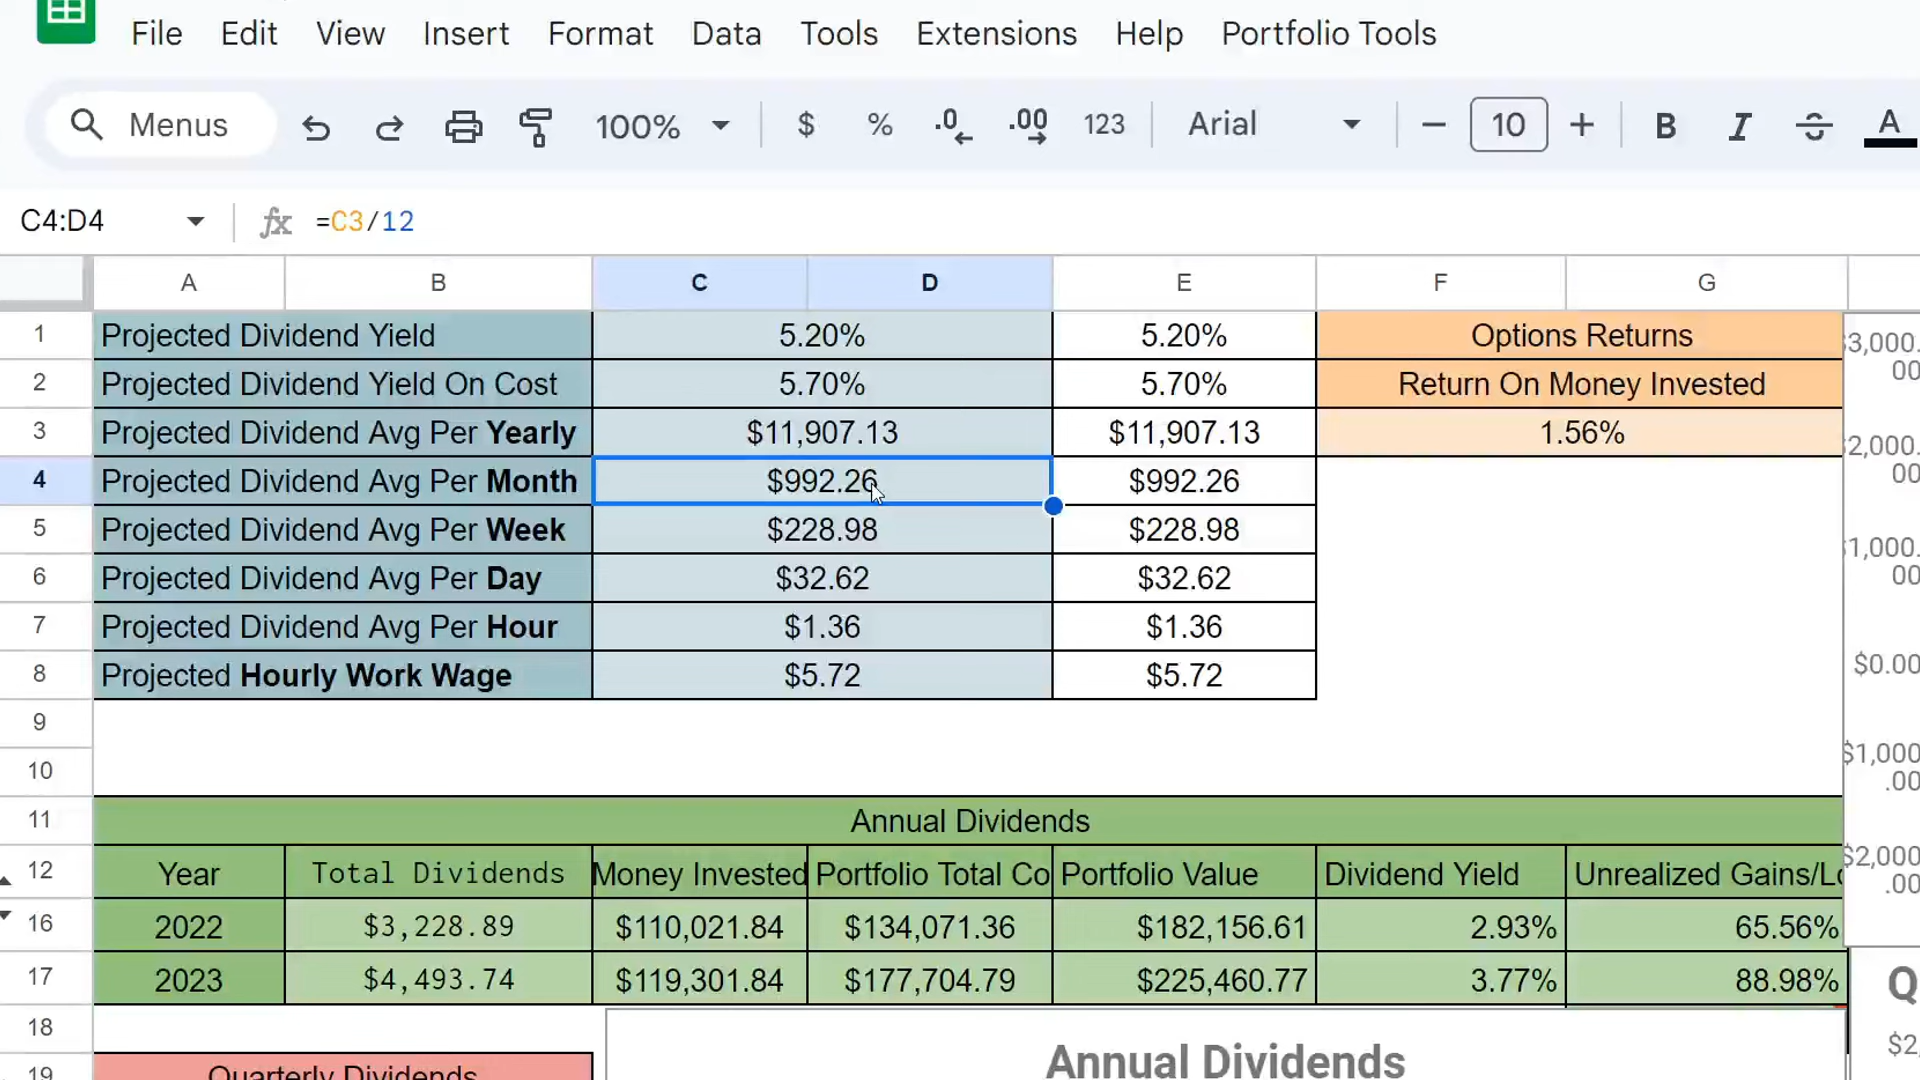 File Edit View Insert Format Data Tools Extensions Help Portfolio Tools
Menus 100% $ % .0 .00 123 Arial 10 B I S A
C4:D4 fx =C3/12
A B C D E F G
1 Projected Dividend Yield 5.20% 5.20% Options Returns
2 Projected Dividend Yield On Cost 5.70% 5.70% Return On Money Invested
3 Projected Dividend Avg Per Yearly $11,907.13 $11,907.13 1.56%
4 Projected Dividend Avg Per Month $992.26 $992.26
5 Projected Dividend Avg Per Week $228.98 $228.98
6 Projected Dividend Avg Per Day $32.62 $32.62
7 Projected Dividend Avg Per Hour $1.36 $1.36
8 Projected Hourly Work Wage $5.72 $5.72
9
10
11 Annual Dividends
12 Year Total Dividends Money Invested Portfolio Total Co Portfolio Value Dividend Yield Unrealized Gains/Lo
16 2022 $3,228.89 $110,021.84 $134,071.36 $182,156.61 2.93% 65.56%
17 2023 $4,493.74 $119,301.84 $177,704.79 $225,460.77 3.77% 88.98%
18
19 Quarterly Dividends
Annual Dividends
3,000.
00
2,000.
00
1,000.
00
$0.00
$1,000
.00
$2,000
.00
Q
$2,